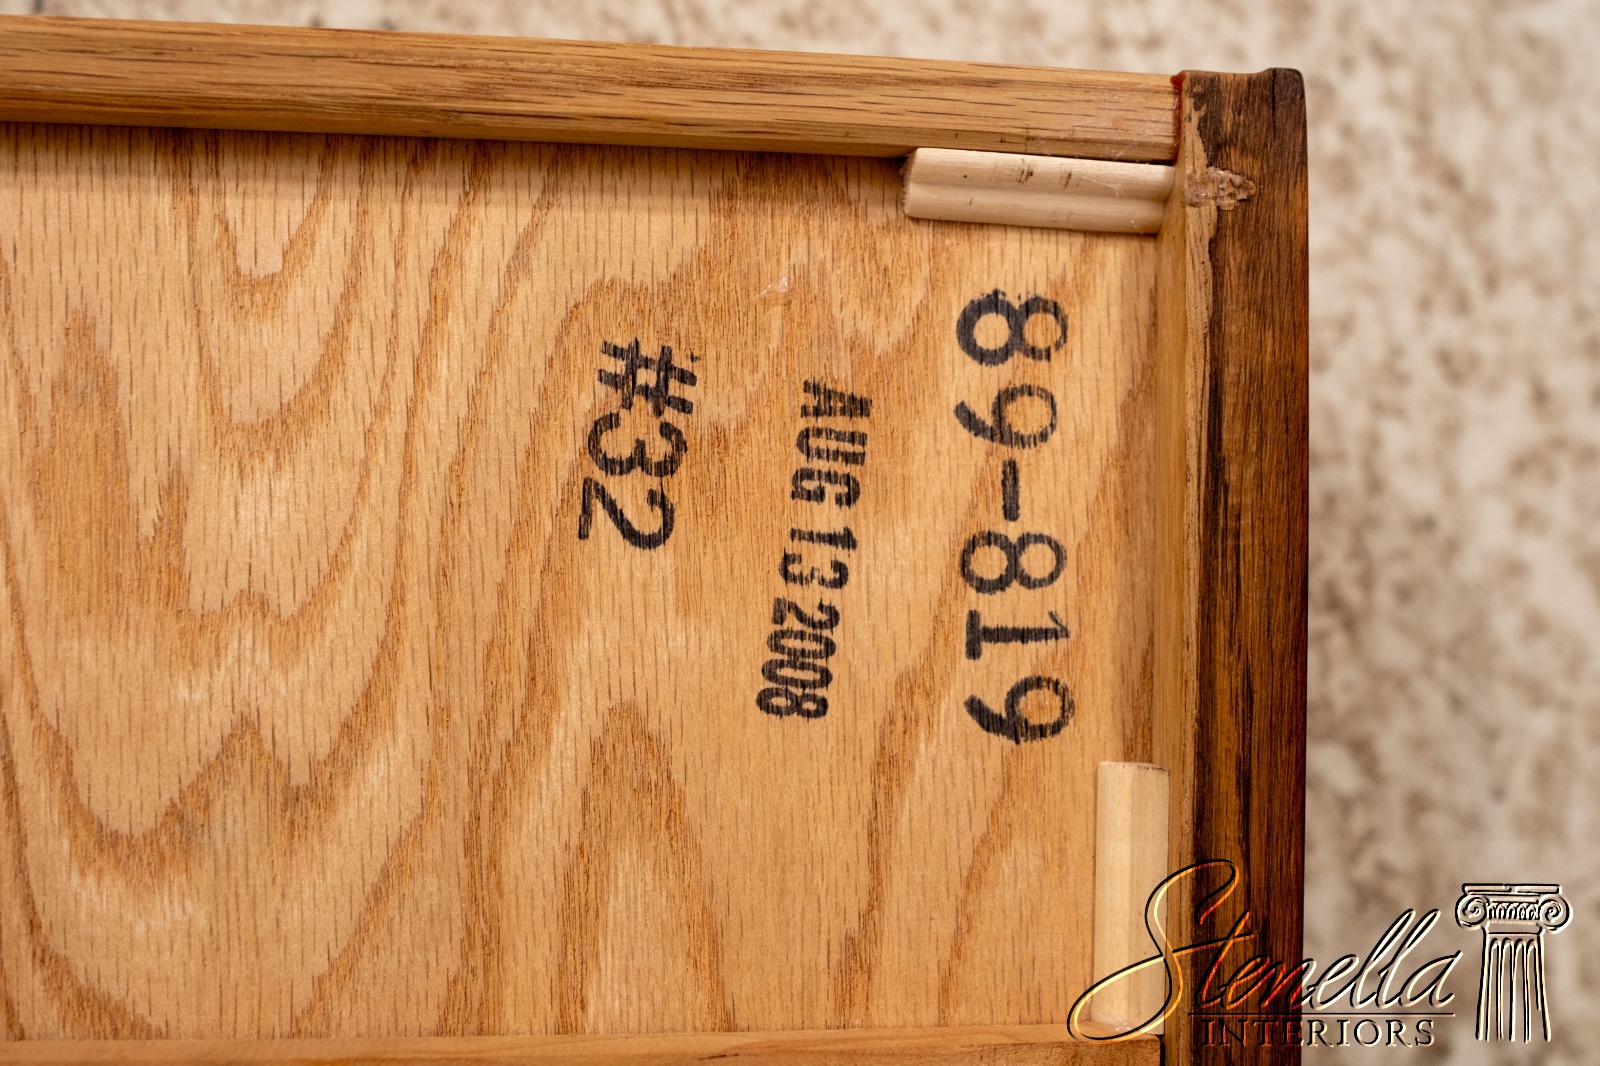 89-819
AUG 13 2008
#32
Stenella
INTERIORS